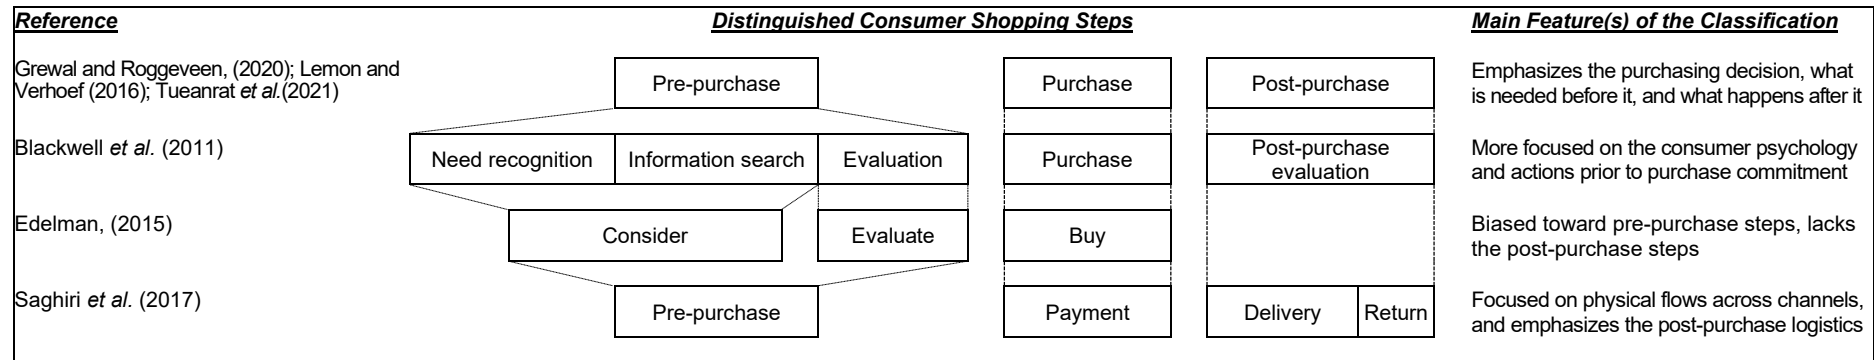 Reference Distinguished Consumer Shopping Steps Main Feature(s) of the Classification
Grewal and Roggeveen, (2020); Lemon and
Verhoef (2016); Tueanrat et al.(2021)
Pre-purchase
Purchase
Post-purchase
Emphasizes the purchasing decision, what
is needed before it, and what happens after it
Blackwell et al. (2011)
Need recognition
Information search
Evaluation
Purchase
Post-purchase
evaluation
More focused on the consumer psychology
and actions prior to purchase commitment
Edelman, (2015)
Consider
Evaluate
Buy
Biased toward pre-purchase steps, lacks
the post-purchase steps
Saghiri et al. (2017)
Pre-purchase
Payment
Delivery
Return
Focused on physical flows across channels,
and emphasizes the post-purchase logistics